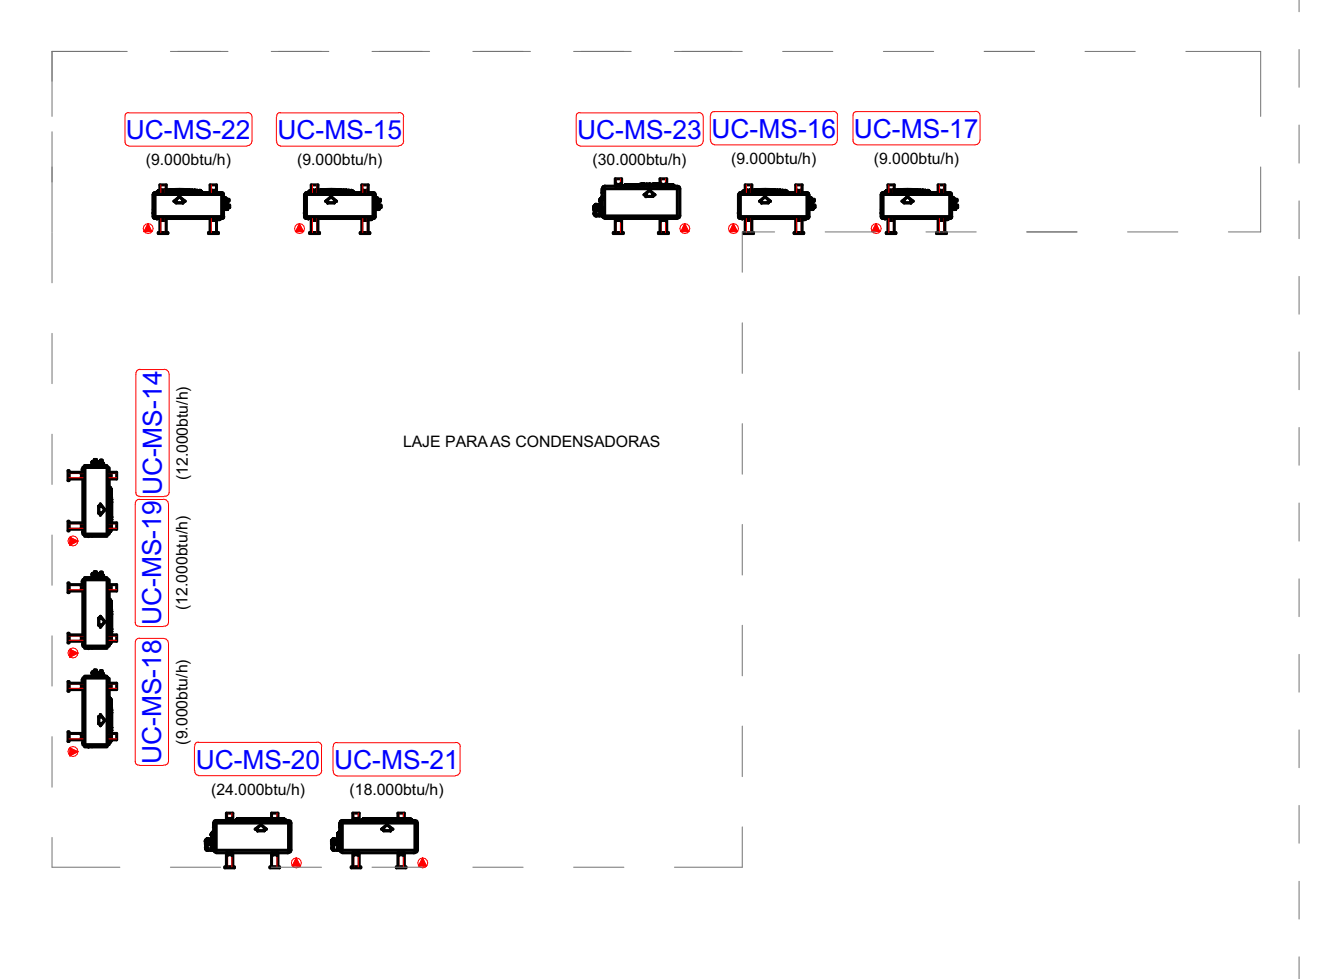 UC-MS-22
(9.000btu/h)
UC-MS-15
(9.000btu/h)
UC-MS-23
(30.000btu/h)
UC-MS-16
(9.000btu/h)
UC-MS-17
(9.000btu/h)
UC-MS-14
(12.000btu/h)
LAJE PARA AS CONDENSADORAS
UC-MS-19
(12.000btu/h)
UC-MS-18
(9.000btu/h)
UC-MS-20
(24.000btu/h)
UC-MS-21
(18.000btu/h)